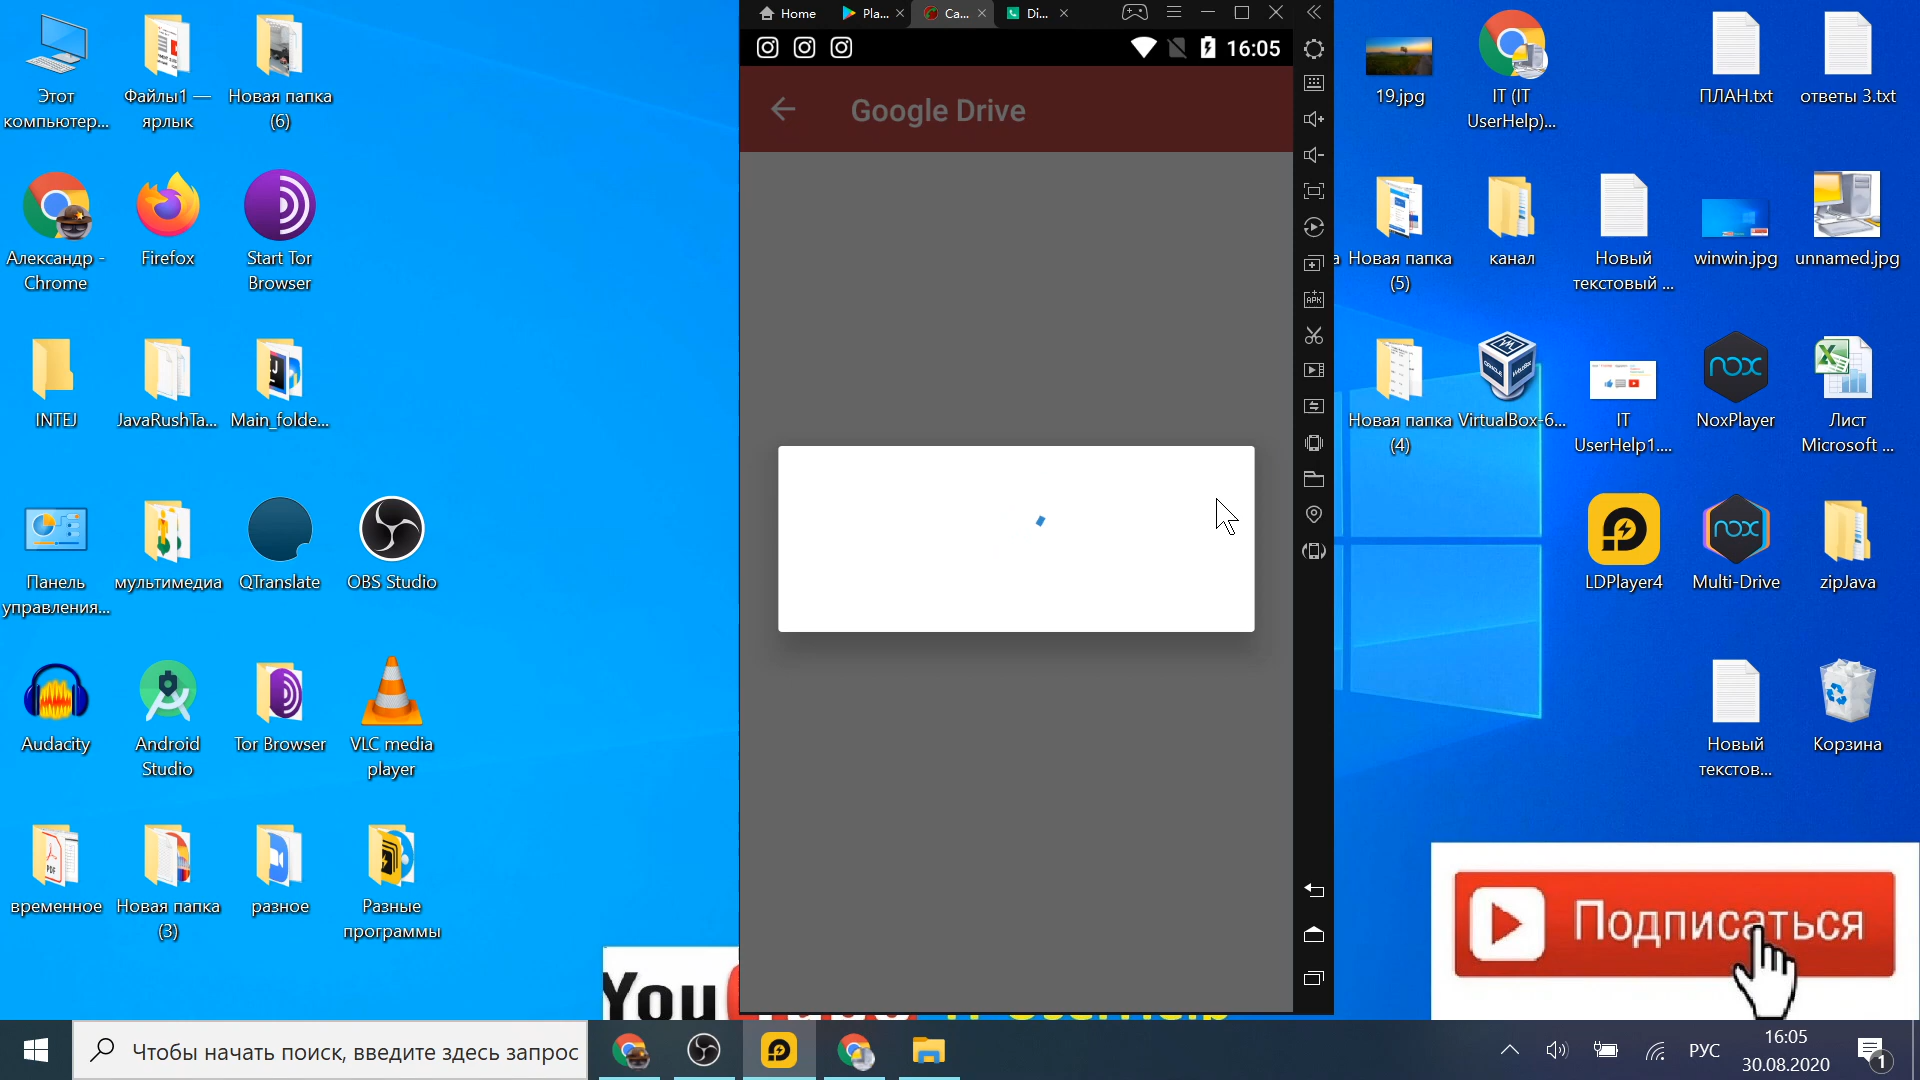 Этот
компьютер...
Файлы1 —
ярлык
Новая папка
(6)
Александр -
Chrome
Firefox
Start Tor
Browser
INTEJ
JavaRushTa...
Main_folde...
Панель
управления...
мультимедиа
QTranslate
OBS Studio
Audacity
Android
Studio
Tor Browser
VLC media
player
временное
Новая папка
(3)
разное
Разные
программы
Home
Pla...
Ca...
Di...
16:05
Google Drive
APK
19.jpg
IT (IT
UserHelp)...
ПЛАН.txt
ответы 3.txt
Новая папка
(5)
канал
Новый
текстовый ...
winwin.jpg
unnamed.jpg
Новая папка
(4)
VirtualBox-6...
IT
UserHelp1....
nox
NoxPlayer
Лист
Microsoft ...
LDPlayer4
nox
Multi-Drive
zipJava
Новый
текстов...
Корзина
Подписаться
You
Чтобы начать поиск, введите здесь запрос
РУС
16:05
30.08.2020
1